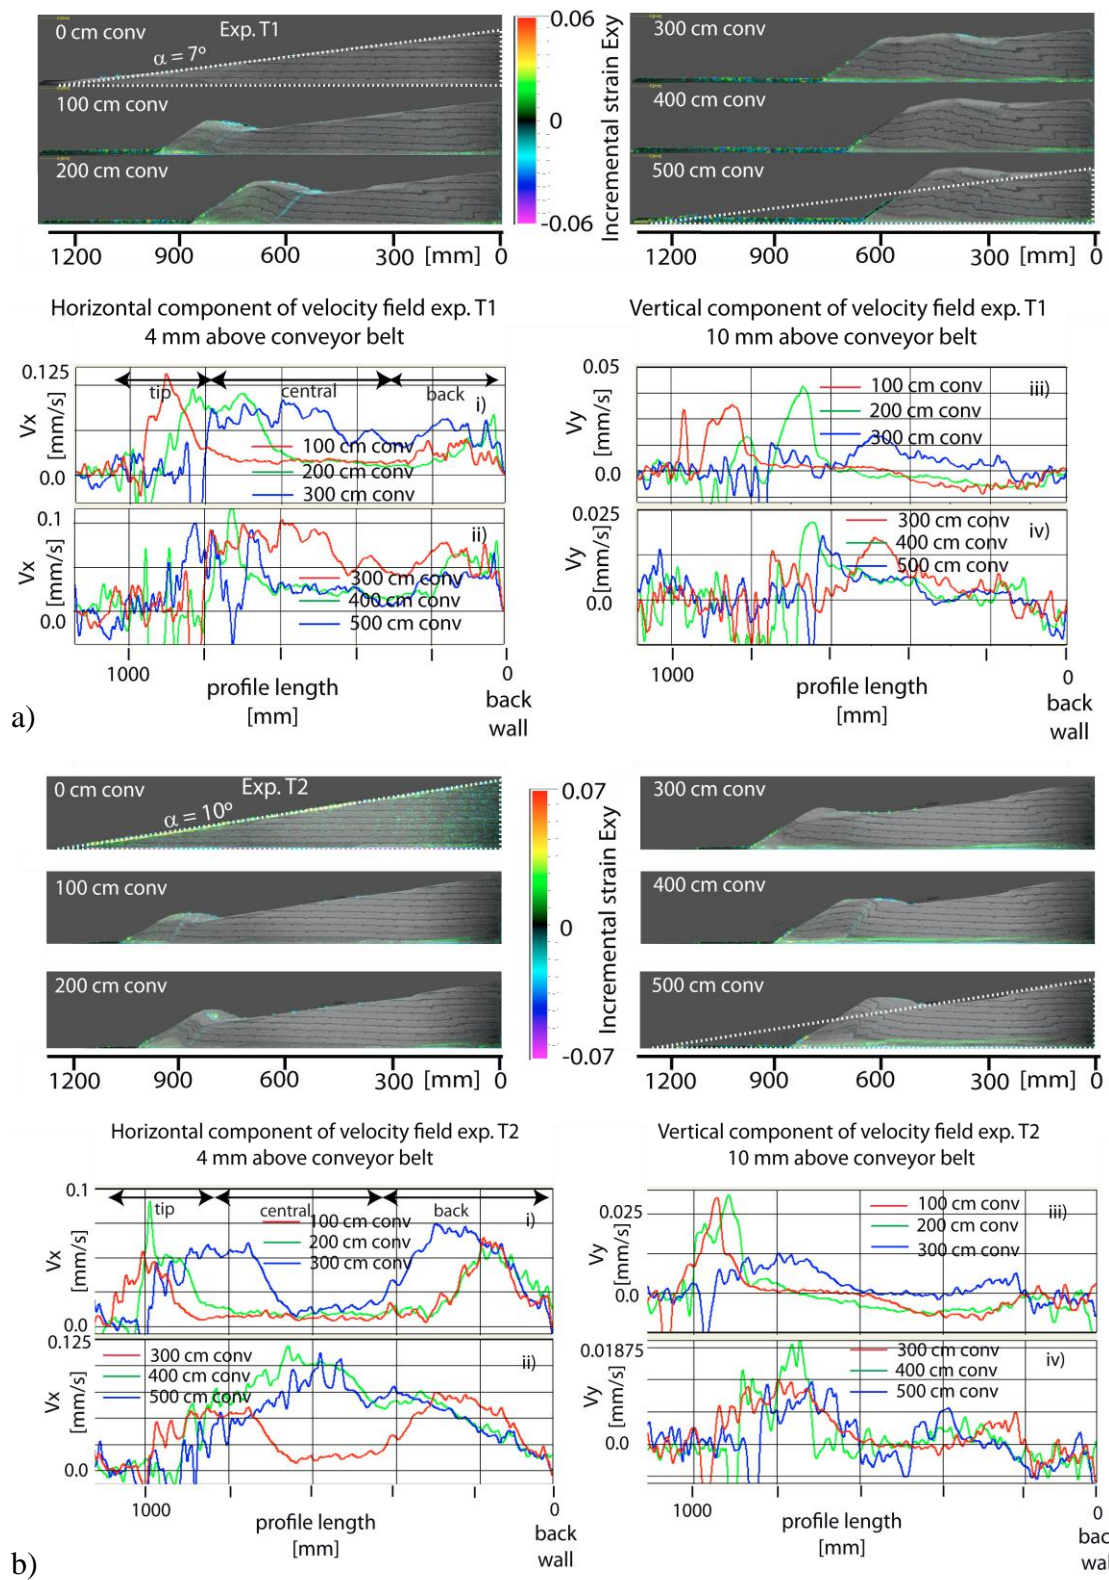 0 cm conv
Exp. T1
α = 7°
100 cm conv
200 cm conv
0.06
0
-0.06
Incremental strain Exy
300 cm conv
400 cm conv
500 cm conv
1200 900 600 300 [mm] 0
1200 900 600 300 [mm] 0
Horizontal component of velocity field exp. T1
4 mm above conveyor belt
0.125
Vx
[mm/s]
0.0
tip
central
back
i)
100 cm conv
200 cm conv
300 cm conv
0.1
Vx
[mm/s]
0.0
ii)
300 cm conv
400 cm conv
500 cm conv
1000
profile length
[mm]
0
back
wall
Vertical component of velocity field exp. T1
10 mm above conveyor belt
0.05
Vy
[mm/s]
0.0
100 cm conv
200 cm conv
300 cm conv
iii)
0.025
Vy
[mm/s]
0.0
300 cm conv
400 cm conv
500 cm conv
iv)
1000
profile length
[mm]
0
back
wall
a)
0 cm conv
Exp. T2
α = 10°
100 cm conv
200 cm conv
0.07
0
-0.07
Incremental strain Exy
300 cm conv
400 cm conv
500 cm conv
1200 900 600 300 [mm] 0
1200 900 600 300 [mm] 0
Horizontal component of velocity field exp. T2
4 mm above conveyor belt
0.1
Vx
[mm/s]
0.0
tip
central
back
i)
100 cm conv
200 cm conv
300 cm conv
0.125
Vx
[mm/s]
0.0
300 cm conv
400 cm conv
500 cm conv
ii)
1000
profile length
[mm]
0
back
wall
Vertical component of velocity field exp. T2
10 mm above conveyor belt
0.025
Vy
[mm/s]
0.0
100 cm conv
200 cm conv
300 cm conv
iii)
0.01875
Vy
[mm/s]
0.0
300 cm conv
400 cm conv
500 cm conv
iv)
1000
profile length
[mm]
0
back
wal
b)